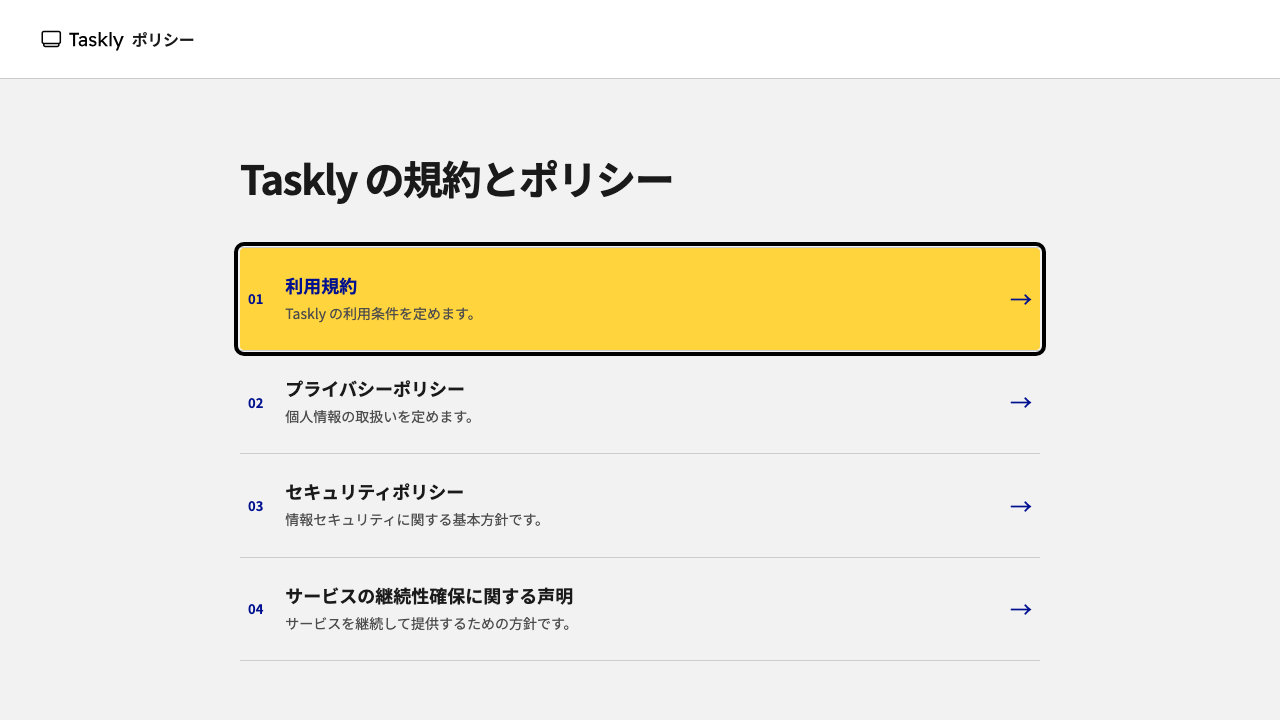 Taskly ポリシー
Taskly の規約とポリシー
01
利用規約
Taskly の利用条件を定めます。
→
02
プライバシーポリシー
個人情報の取扱いを定めます。
→
03
セキュリティポリシー
情報セキュリティに関する基本方針です。
→
04
サービスの継続性確保に関する声明
サービスを継続して提供するための方針です。
→